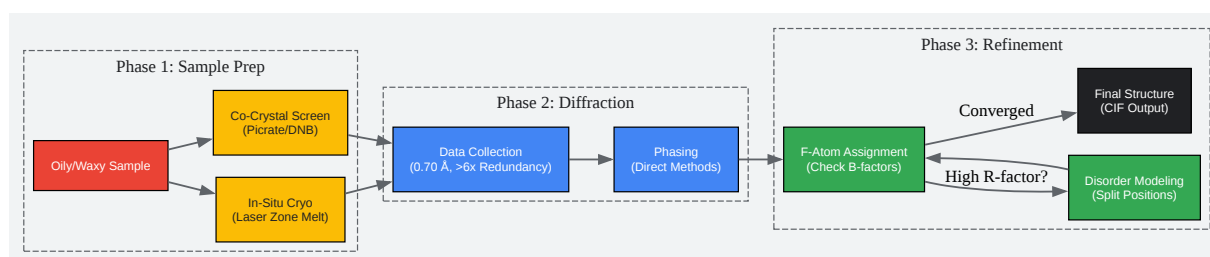 Phase 1: Sample Prep
Oily/Waxy Sample
Co-Crystal Screen
(Picrate/DNB)
In-Situ Cryo
(Laser Zone Melt)
Phase 2: Diffraction
Data Collection
(0.70 Å, >6x Redundancy)
Phasing
(Direct Methods)
Phase 3: Refinement
F-Atom Assignment
(Check B-factors)
Converged
High R-factor?
Final Structure
(CIF Output)
Disorder Modeling
(Split Positions)